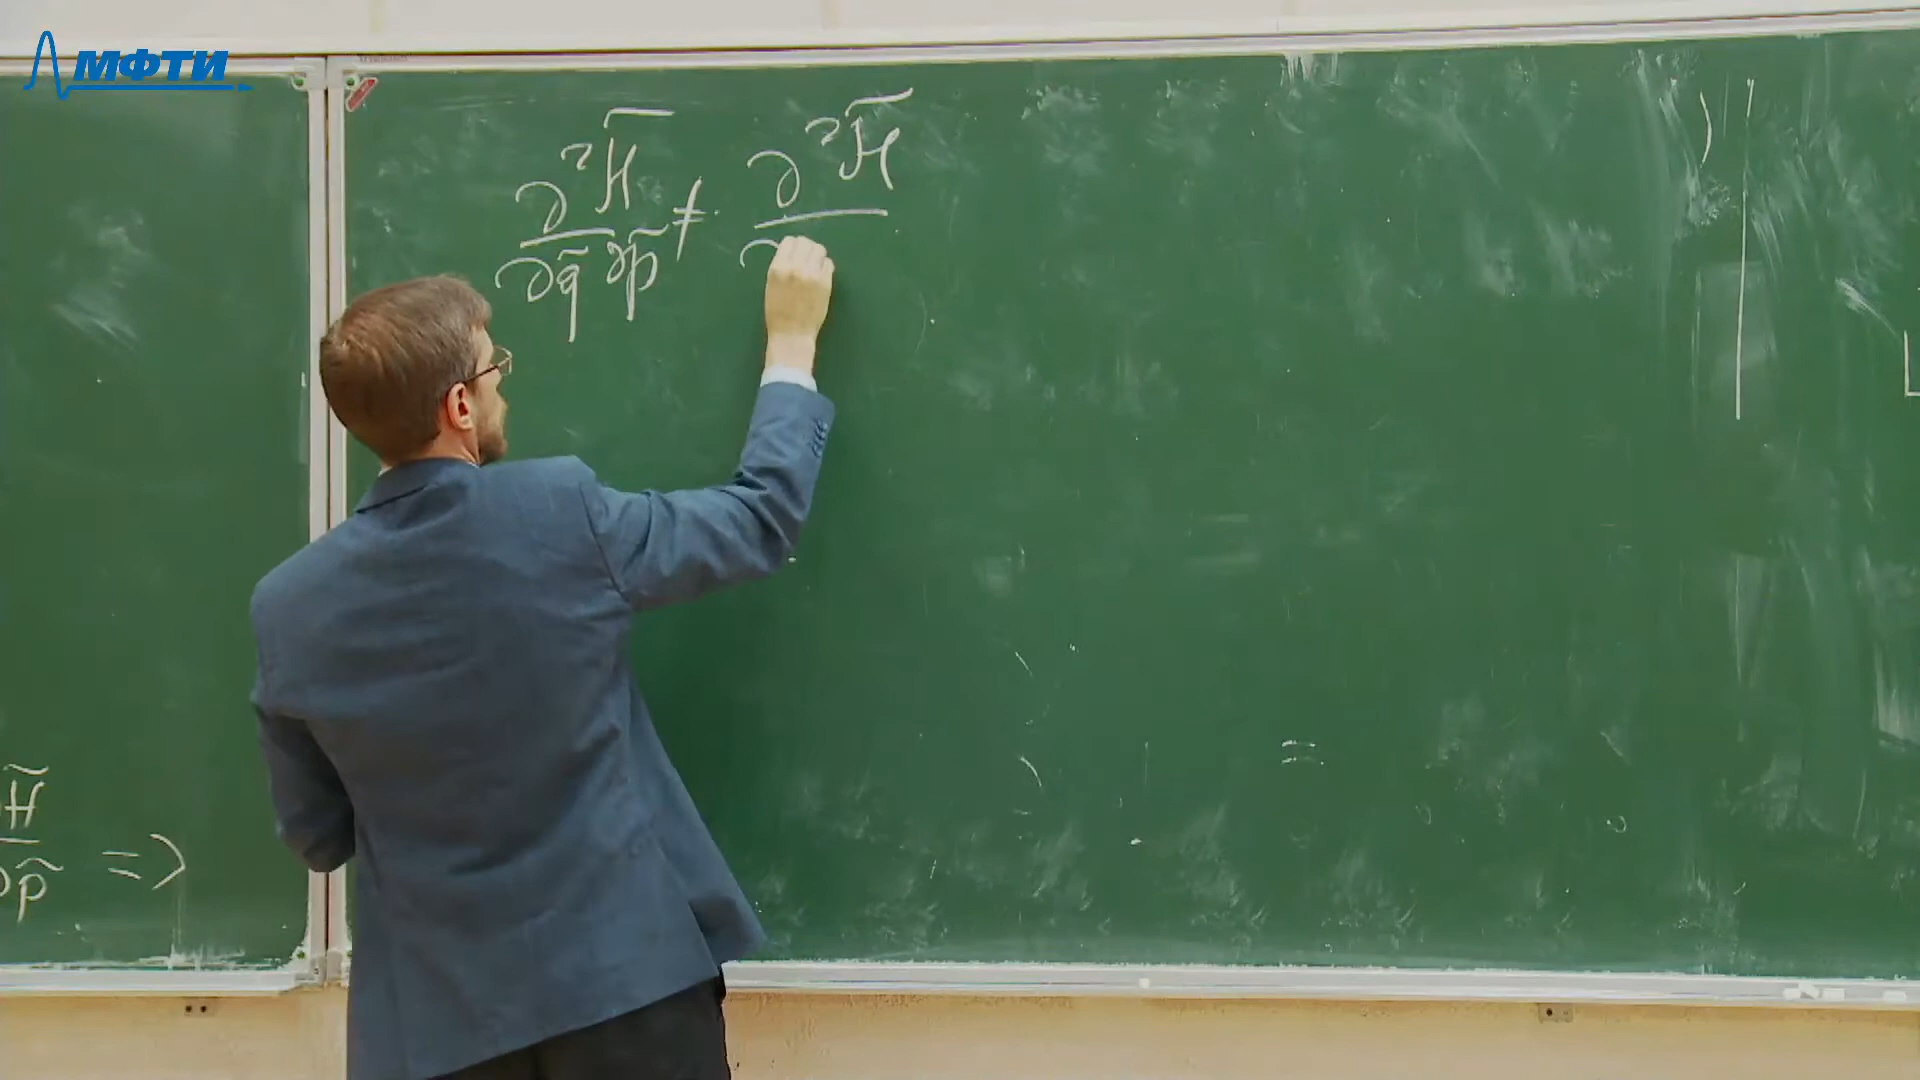 МФТИ
∂²H̃ / ∂q̃ ∂p̃ ≠ ∂²H̃ / ∂
H̃
∂p̃ ⇒
=